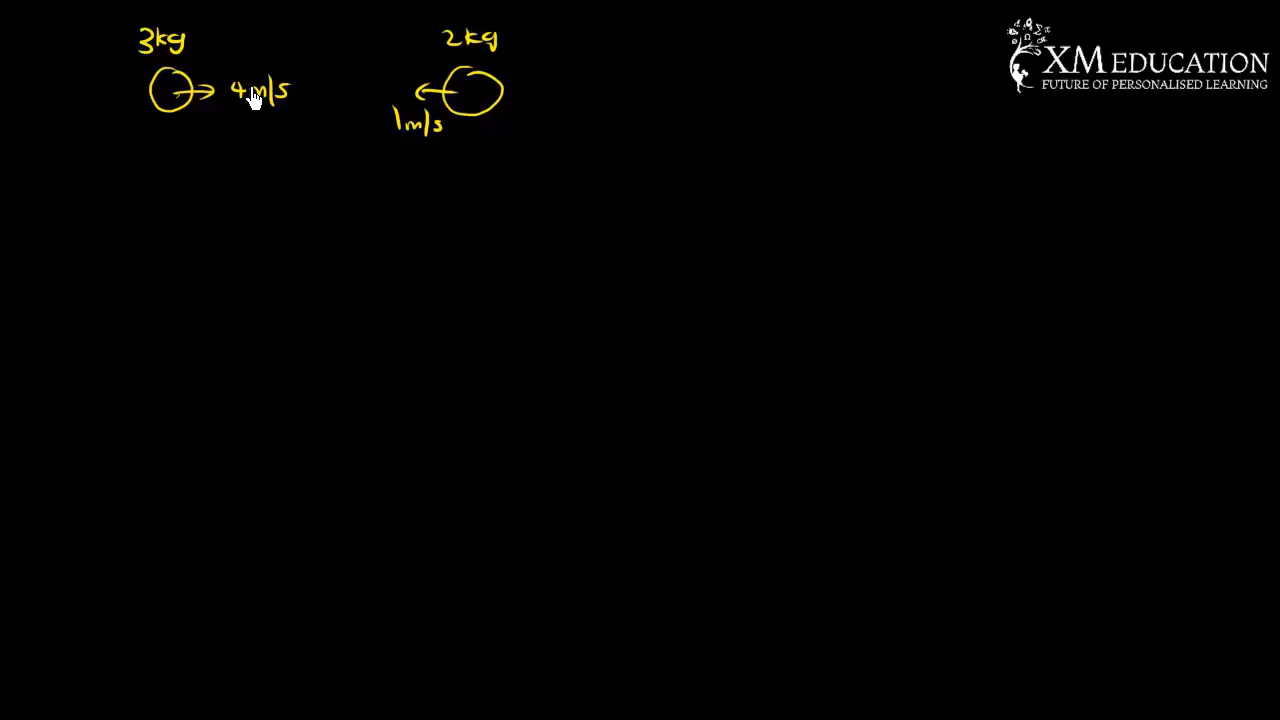 3kg
2kg
4m/s
1m/s
XM EDUCATION
FUTURE OF PERSONALISED LEARNING